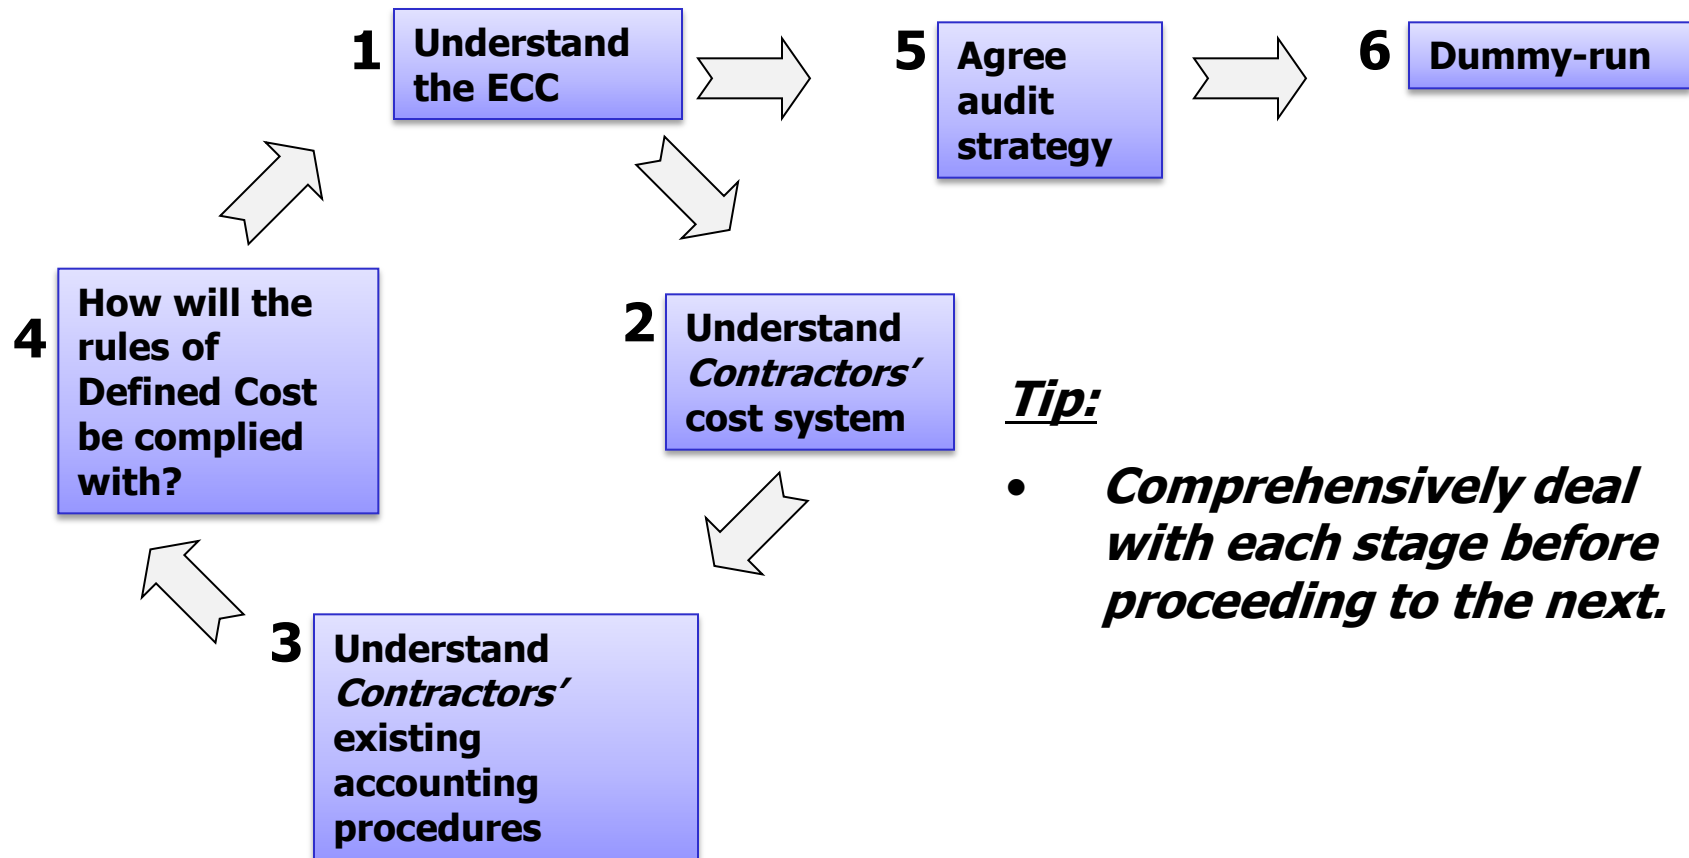 1
Understand
the ECC
2
Understand
Contractors’
cost system
3
Understand
Contractors’
existing
accounting
procedures
4
How will the
rules of
Defined Cost
be complied
with?
5
Agree
audit
strategy
6
Dummy-run
Tip:
• Comprehensively deal
with each stage before
proceeding to the next.